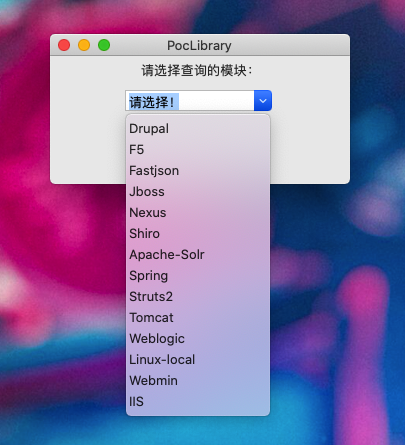 PocLibrary
请选择查询的模块：
请选择！
Drupal
F5
Fastjson
Jboss
Nexus
Shiro
Apache-Solr
Spring
Struts2
Tomcat
Weblogic
Linux-local
Webmin
IIS